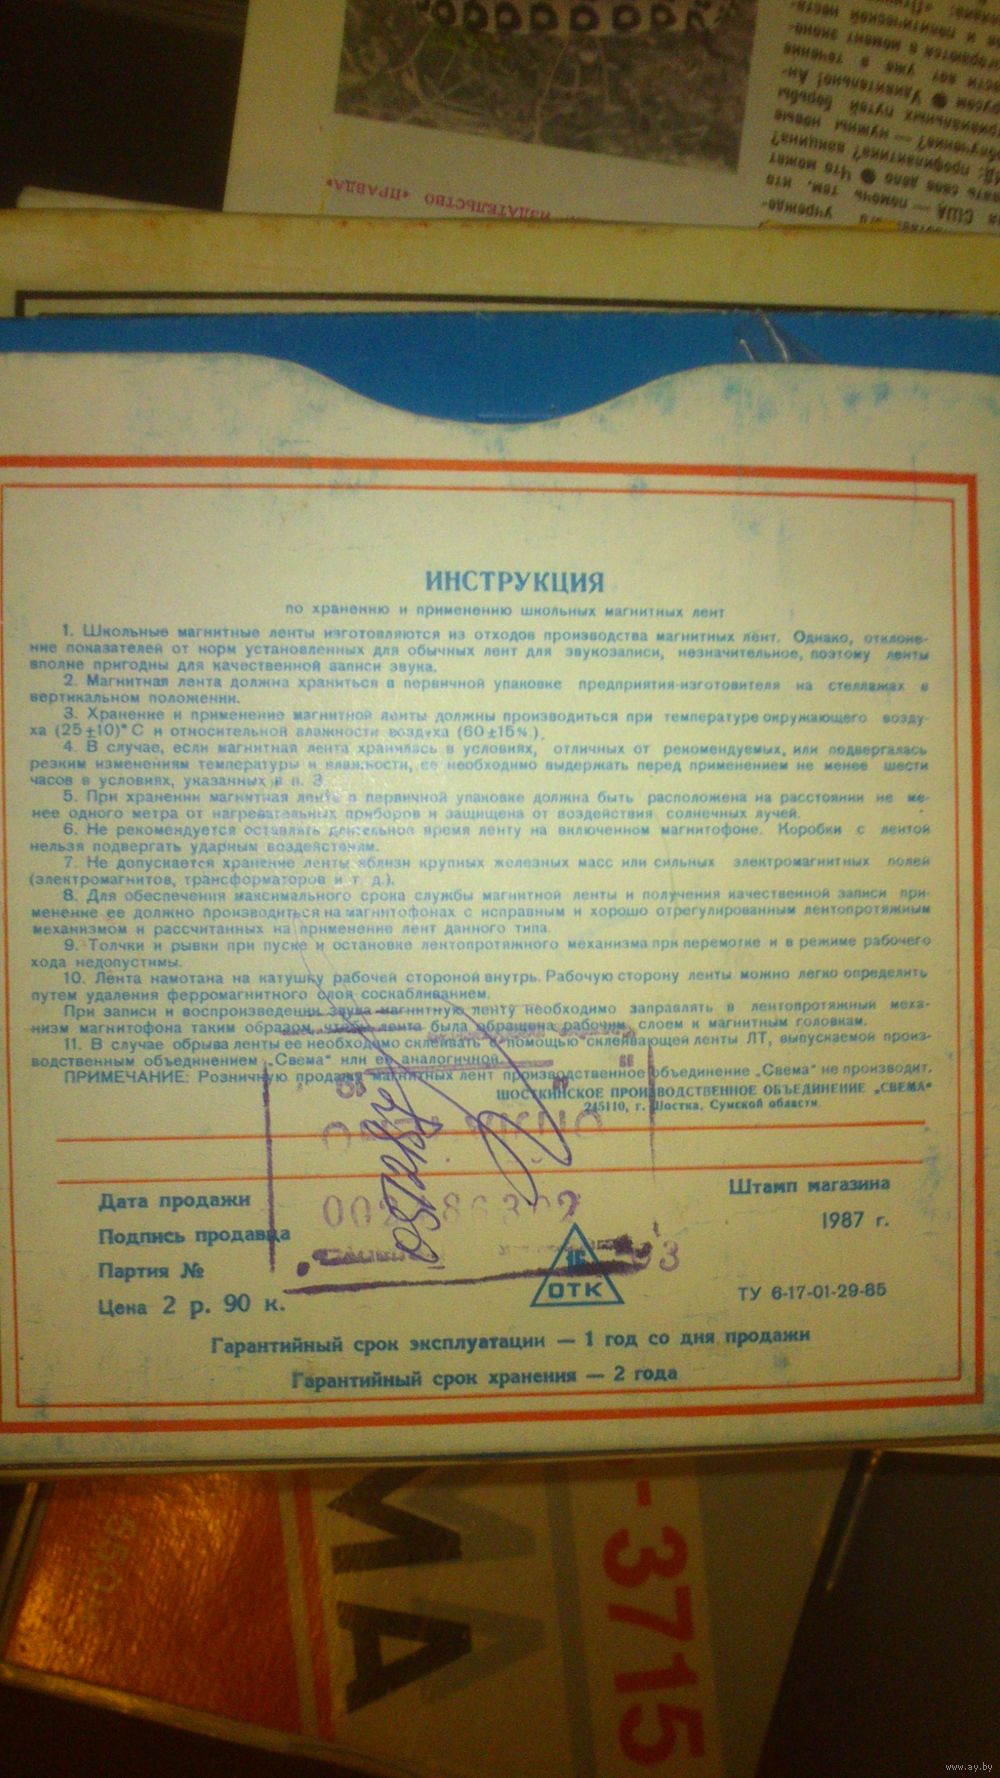 ИЗДАТЕЛЬСТВО «ПРАВДА»
ИНСТРУКЦИЯ
по хранению и применению школьных магнитных лент
1. Школьные магнитные ленты изготовляются из отходов производства магнитных лент. Однако, отклоне-
ние показателей от норм установленных для обычных лент для звукозаписи, незначительное, поэтому ленты
вполне пригодны для качественной записи звука.
2. Магнитная лента должна храниться в первичной упаковке предприятия-изготовителя на стеллажах в
вертикальном положении.
3. Хранение и применение магнитной ленты должны производиться при температуре окружающего возду-
ха (25±10)°С и относительной влажности воздуха (60±15%).
4. В случае, если магнитная лента хранилась в условиях, отличных от рекомендуемых, или подвергалась
резким изменениям температуры и влажности, ее необходимо выдержать перед применением не менее шести
часов в условиях, указанных в п. 3.
5. При хранении магнитная лента в первичной упаковке должна быть расположена на расстоянии не ме-
нее одного метра от нагревательных приборов и защищена от воздействия солнечных лучей.
6. Не рекомендуется оставлять длительное время ленту на включенном магнитофоне. Коробки с лентой
нельзя подвергать ударным воздействиям.
7. Не допускается хранение ленты вблизи крупных железных масс или сильных электромагнитных полей
(электромагнитов, трансформаторов и т. д.).
8. Для обеспечения максимального срока службы магнитной ленты и получения качественной записи при-
менение ее должно производиться на магнитофонах с исправным и хорошо отрегулированным лентопротяжным
механизмом и рассчитанных на применение лент данного типа.
9. Толчки и рывки при пуске и остановке лентопротяжного механизма при перемотке и в режиме рабочего
хода недопустимы.
10. Лента намотана на катушку рабочей стороной внутрь. Рабочую сторону ленты можно легко определить
путем удаления ферромагнитного слоя соскабливанием.
При записи и воспроизведении звука магнитную ленту необходимо заправлять в лентопротяжный меха-
низм магнитофона таким образом, чтобы лента была обращена рабочим слоем к магнитным головкам.
11. В случае обрыва ленты ее необходимо склеивать с помощью склеивающей ленты ЛТ, выпускаемой произ-
водственным объединением „Свема“ или ей аналогичной.
ПРИМЕЧАНИЕ: Розничную продажу магнитных лент производственное объединение „Свема“ не производит.
ШОСТКИНСКОЕ ПРОИЗВОДСТВЕННОЕ ОБЪЕДИНЕНИЕ „СВЕМА“
245110, г. Шостка, Сумской области.
Дата продажи
Штамп магазина
Подпись продавца
1987 г.
Партия №
16
ОТК
Цена 2 р. 90 к.
ТУ 6-17-01-29-85
Гарантийный срок эксплуатации — 1 год со дня продажи
Гарантийный срок хранения — 2 года
МА
-3715
www.ay.by